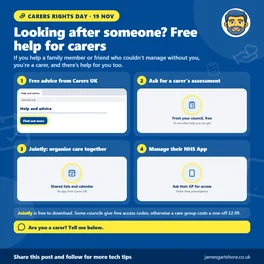 CARERS RIGHTS DAY · 19 NOV
Looking after someone? Free
help for carers
If you help a family member or friend who couldn't manage without you,
you're a carer, and there's help for you too.
1 Free advice from Carers UK
Help and advice
Find out more
2 Ask for a carer's assessment
From your council, free
3 Jointly: organise care together
Shared lists and calendar
4 Manage their NHS App
Ask their GP for access
Jointly is free to download. Some councils give free access codes; otherwise a care group costs a one-off £2.99.
Are you a carer? Tell me below.
Share this post and follow for more tech tips
jamesgartshore.co.uk